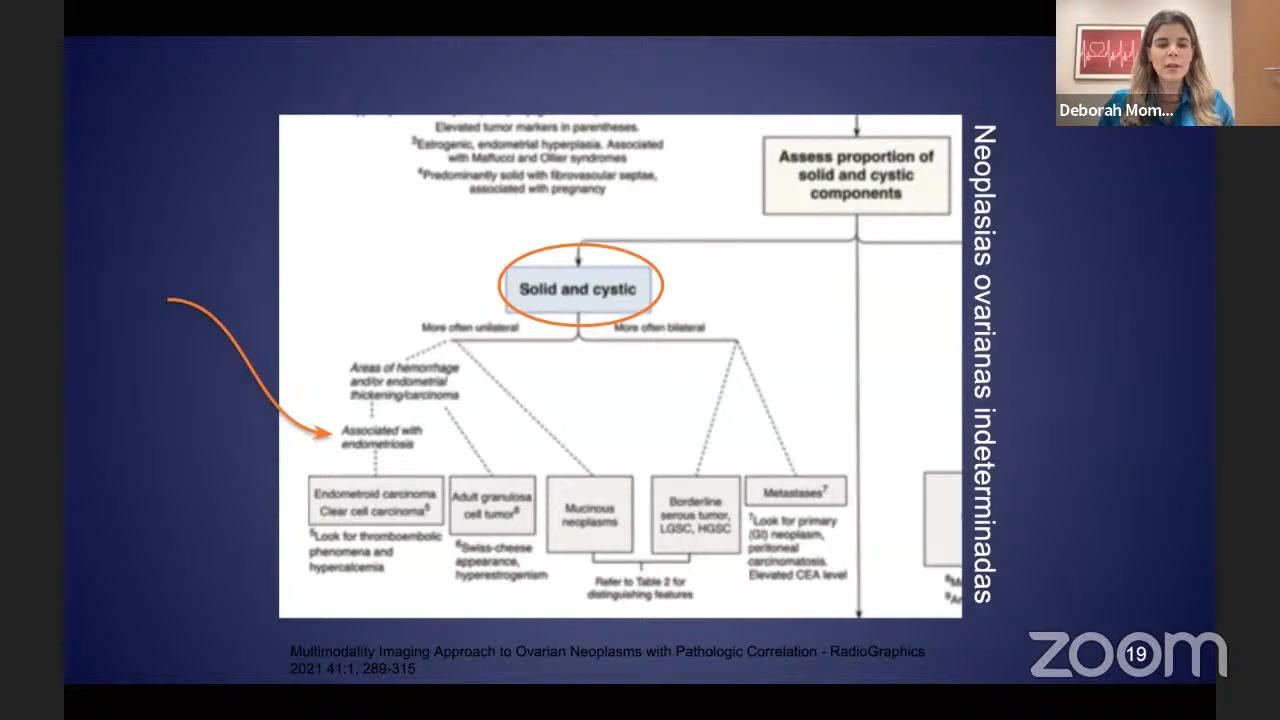 Deborah Mom...
Elevated tumor markers in parentheses.
3Estrogenic, endometrial hyperplasia. Associated
with Maffucci and Ollier syndromes
4Predominantly solid with fibrovascular septae,
associated with pregnancy
Assess proportion of
solid and cystic
components
Solid and cystic
More often unilateral
More often bilateral
Areas of hemorrhage
and/or endometrial
thickening/carcinoma
Associated with
endometriosis
Endometroid carcinoma
Clear cell carcinoma5
5Look for thromboembolic
phenomena and
hypercalcemia
Adult granulosa
cell tumor6
6Swiss-cheese
appearance,
hyperestrogenism
Mucinous
neoplasms
Borderline
serous tumor,
LGSC, HGSC
Refer to Table 2 for
distinguishing features
Metastases7
7Look for primary
(GI) neoplasm,
peritoneal
carcinomatosis.
Elevated CEA level
Neoplasias ovarianas indeterminadas
Multimodality Imaging Approach to Ovarian Neoplasms with Pathologic Correlation - RadioGraphics
2021 41:1, 289-315
zoom
19